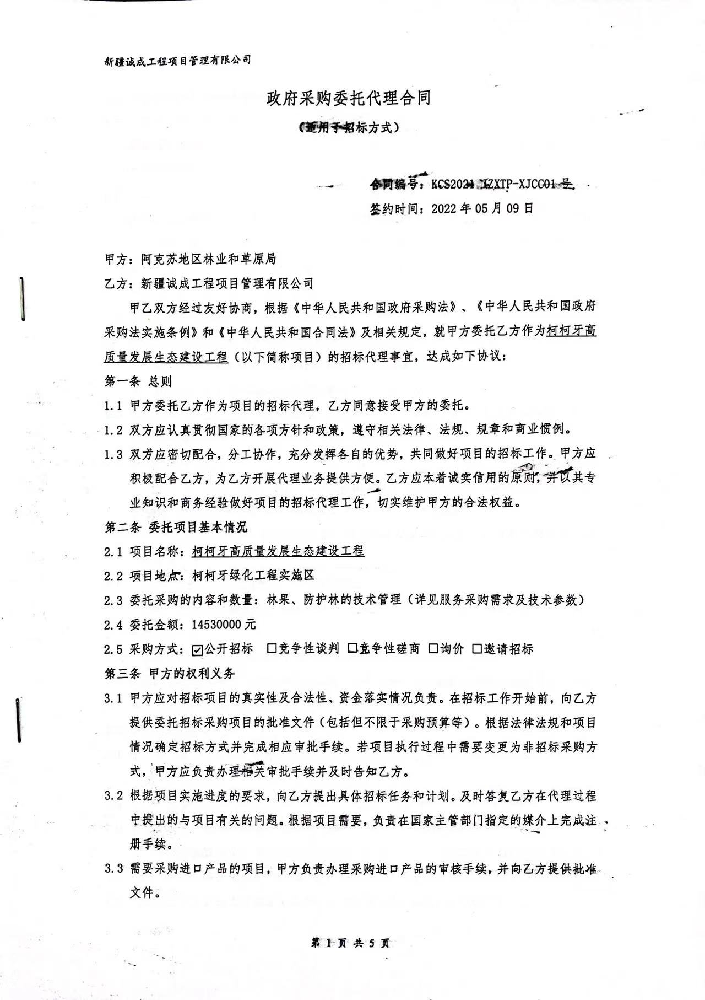 新疆诚成工程项目管理有限公司
政府采购委托代理合同
（适用于招标方式）
合同编号：KCS2021 ZXTP-XJCC01号
签约时间：2022年05月09日
甲方：阿克苏地区林业和草原局
乙方：新疆诚成工程项目管理有限公司
甲乙双方经过友好协商，根据《中华人民共和国政府采购法》、《中华人民共和国政府
采购法实施条例》和《中华人民共和国合同法》及相关规定，就甲方委托乙方作为柯柯牙高
质量发展生态建设工程（以下简称项目）的招标代理事宜，达成如下协议：
第一条 总则
1.1 甲方委托乙方作为项目的招标代理，乙方同意接受甲方的委托。
1.2 双方应认真贯彻国家的各项方针和政策，遵守相关法律、法规、规章和商业惯例。
1.3 双方应密切配合，分工协作，充分发挥各自的优势，共同做好项目的招标工作。甲方应
积极配合乙方，为乙方开展代理业务提供方便。乙方应本着诚实信用的原则，并以其专
业知识和商务经验做好项目的招标代理工作，切实维护甲方的合法权益。
第二条 委托项目基本情况
2.1 项目名称：柯柯牙高质量发展生态建设工程
2.2 项目地点：柯柯牙绿化工程实施区
2.3 委托采购的内容和数量：林果、防护林的技术管理（详见服务采购需求及技术参数）
2.4 委托金额：14530000元
2.5 采购方式：☑公开招标 □竞争性谈判 □竞争性磋商 □询价 □邀请招标
第三条 甲方的权利义务
3.1 甲方应对招标项目的真实性及合法性、资金落实情况负责。在招标工作开始前，向乙方
提供委托招标采购项目的批准文件（包括但不限于采购预算等）。根据法律法规和项目
情况确定招标方式并完成相应审批手续。若项目执行过程中需要变更为非招标采购方
式，甲方应负责办理相关审批手续并及时告知乙方。
3.2 根据项目实施进度的要求，向乙方提出具体招标任务和计划。及时答复乙方在代理过程
中提出的与项目有关的问题。根据项目需要，负责在国家主管部门指定的媒介上完成注
册手续。
3.3 需要采购进口产品的项目，甲方负责办理采购进口产品的审核手续，并向乙方提供批准
文件。
第 1 页 共 5 页